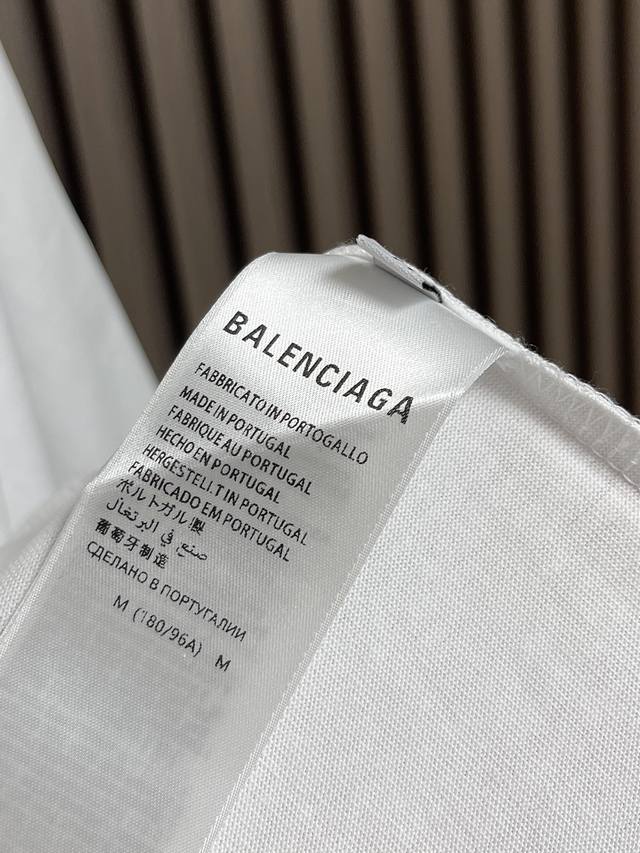 BALENCIAGA
FABBRICATO IN PORTOGALLO
MADE IN PORTUGAL
FABRIQUE AU PORTUGAL
HECHO EN PORTUGAL
HERGESTELLT IN PORTUGAL
FABRICADO EM PORTUGAL
ポルトガル製
صنع في البرتغال
葡萄牙制造
СДЕЛАНО В ПОРТУГАЛИИ
M (180/96A) M